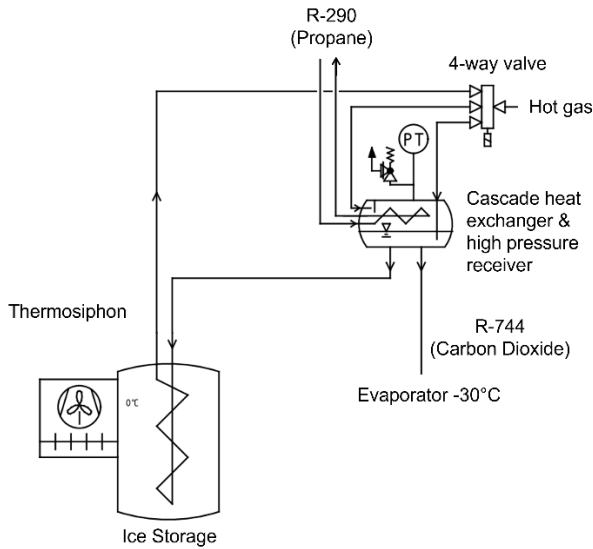 R-290
(Propane)
4-way valve
Hot gas
PT
Cascade heat
exchanger &
high pressure
receiver
Thermosiphon
R-744
(Carbon Dioxide)
Evaporator -30°C
0°C
Ice Storage